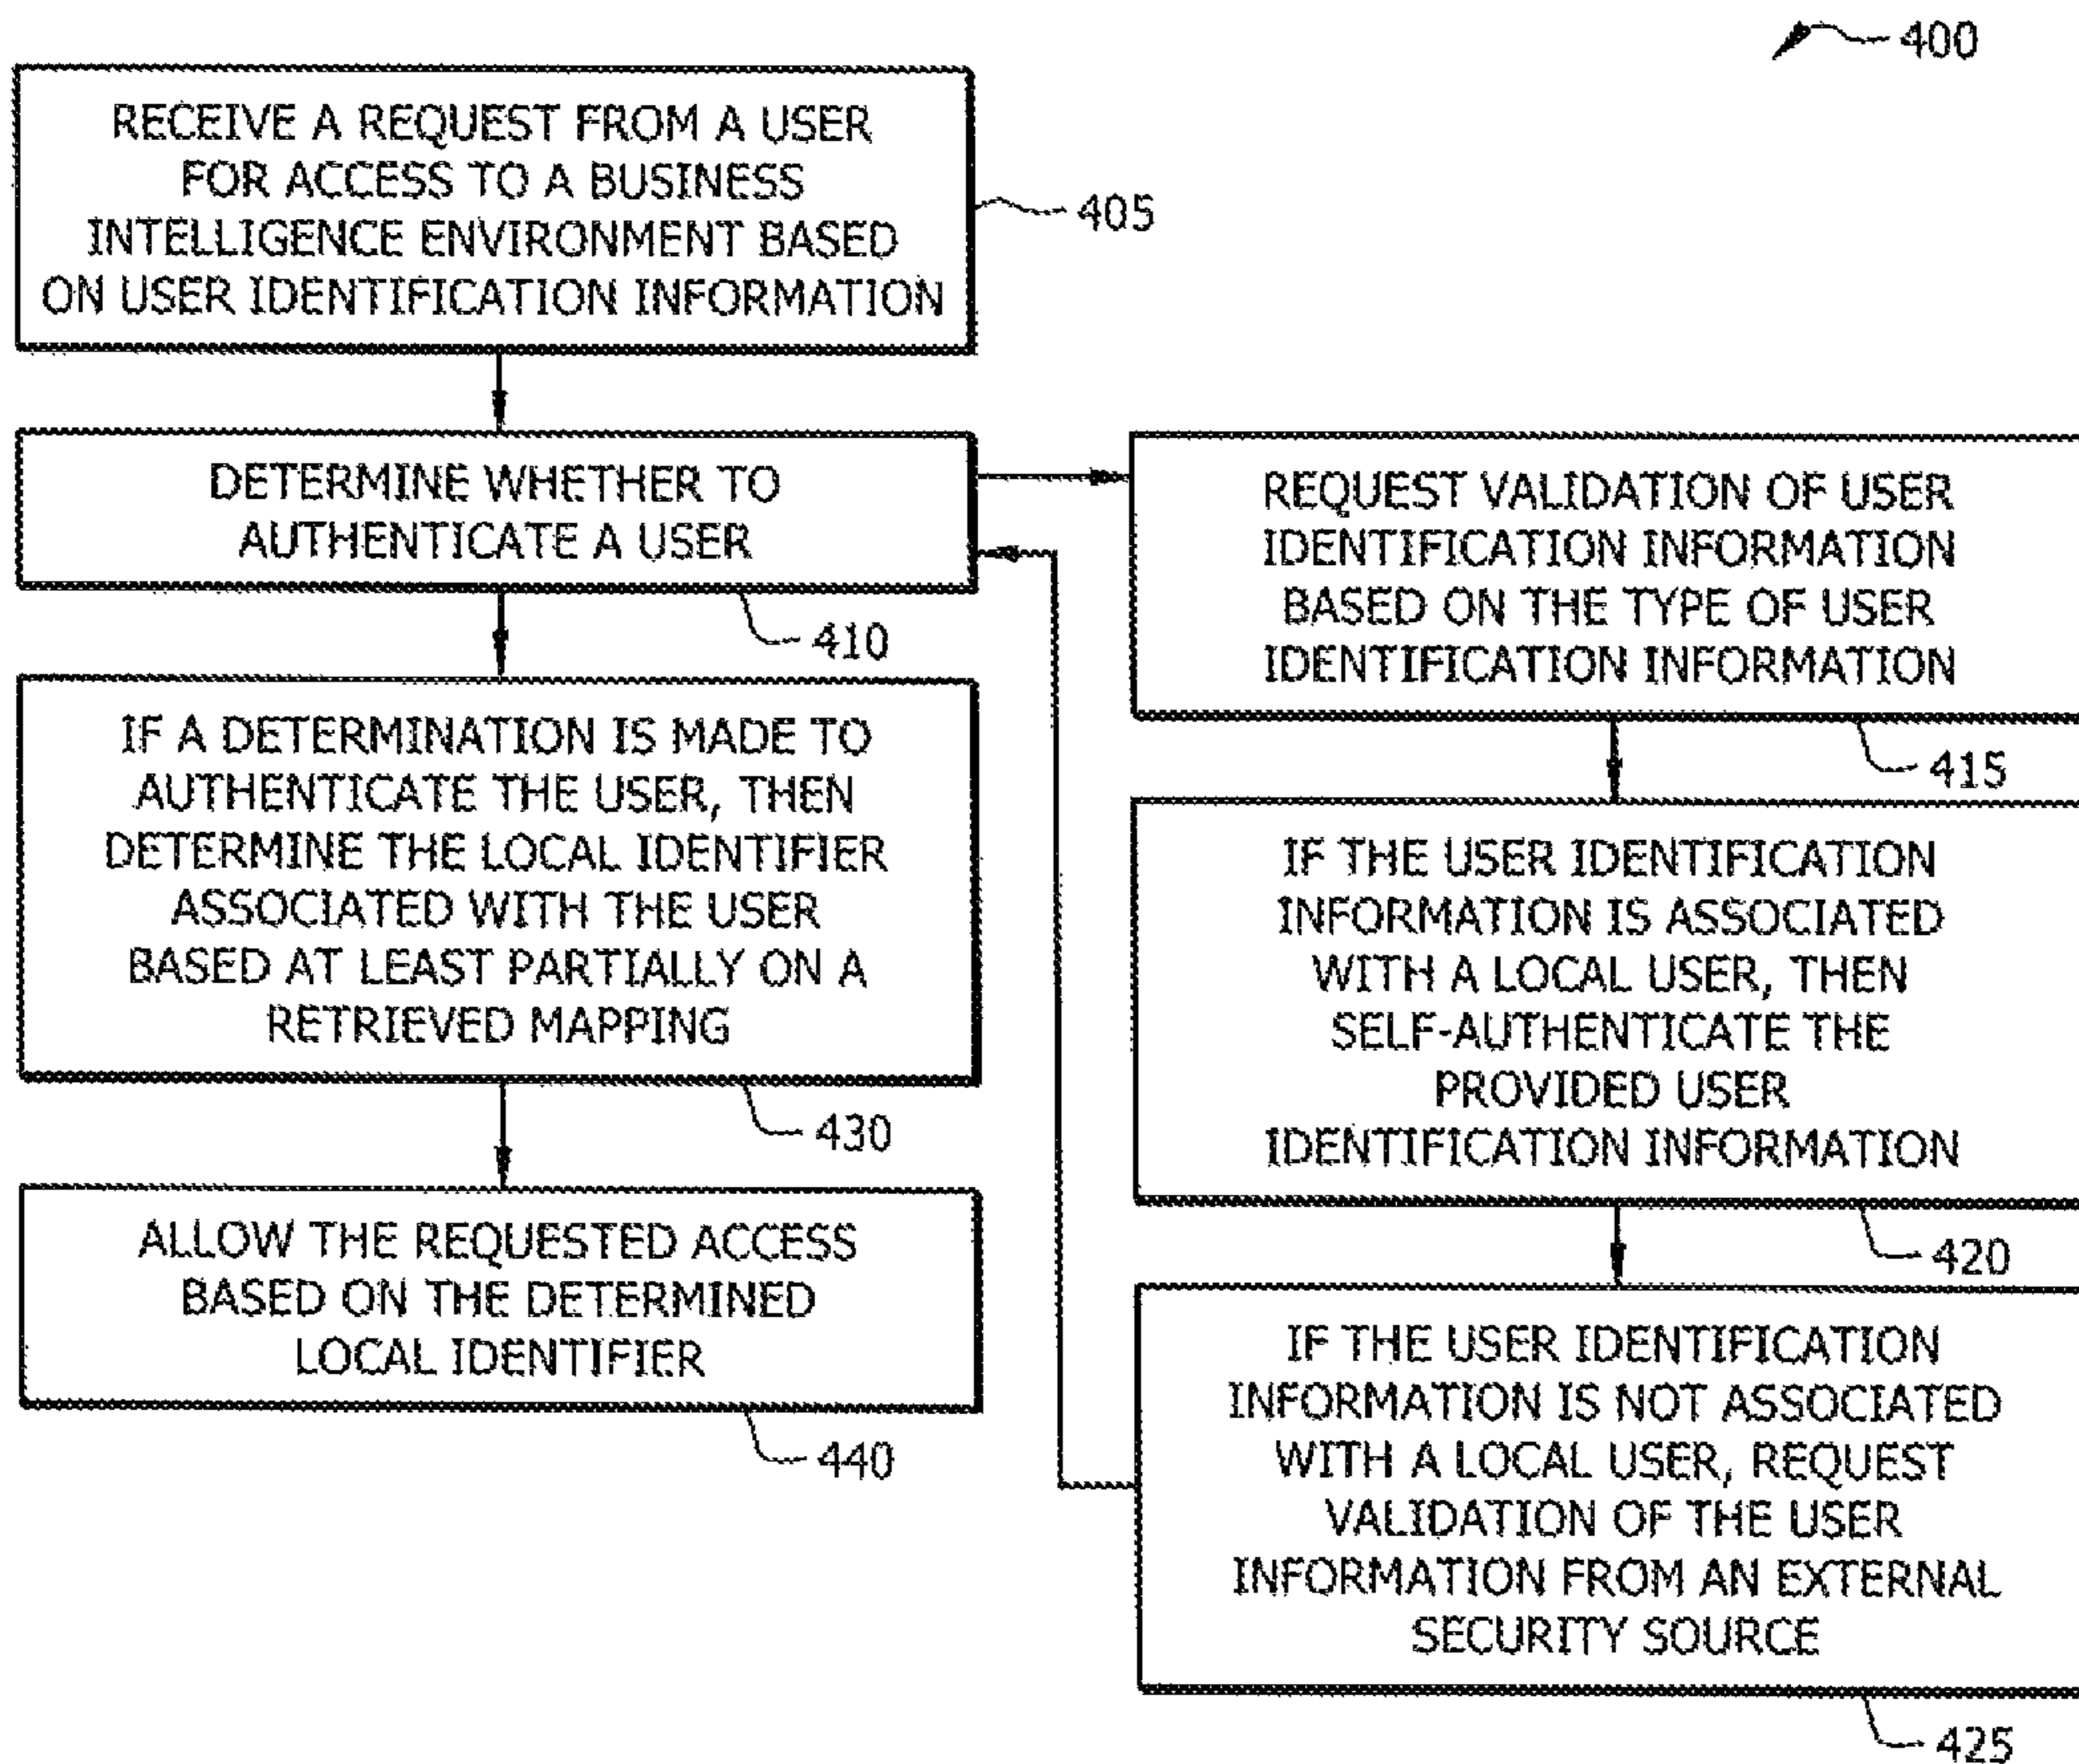 400
RECEIVE A REQUEST FROM A USER
FOR ACCESS TO A BUSINESS
INTELLIGENCE ENVIRONMENT BASED
ON USER IDENTIFICATION INFORMATION
405
DETERMINE WHETHER TO
AUTHENTICATE A USER
410
REQUEST VALIDATION OF USER
IDENTIFICATION INFORMATION
BASED ON THE TYPE OF USER
IDENTIFICATION INFORMATION
415
IF THE USER IDENTIFICATION
INFORMATION IS ASSOCIATED
WITH A LOCAL USER, THEN
SELF-AUTHENTICATE THE
PROVIDED USER
IDENTIFICATION INFORMATION
420
IF THE USER IDENTIFICATION
INFORMATION IS NOT ASSOCIATED
WITH A LOCAL USER, REQUEST
VALIDATION OF THE USER
INFORMATION FROM AN EXTERNAL
SECURITY SOURCE
425
IF A DETERMINATION IS MADE TO
AUTHENTICATE THE USER, THEN
DETERMINE THE LOCAL IDENTIFIER
ASSOCIATED WITH THE USER
BASED AT LEAST PARTIALLY ON A
RETRIEVED MAPPING
430
ALLOW THE REQUESTED ACCESS
BASED ON THE DETERMINED
LOCAL IDENTIFIER
440